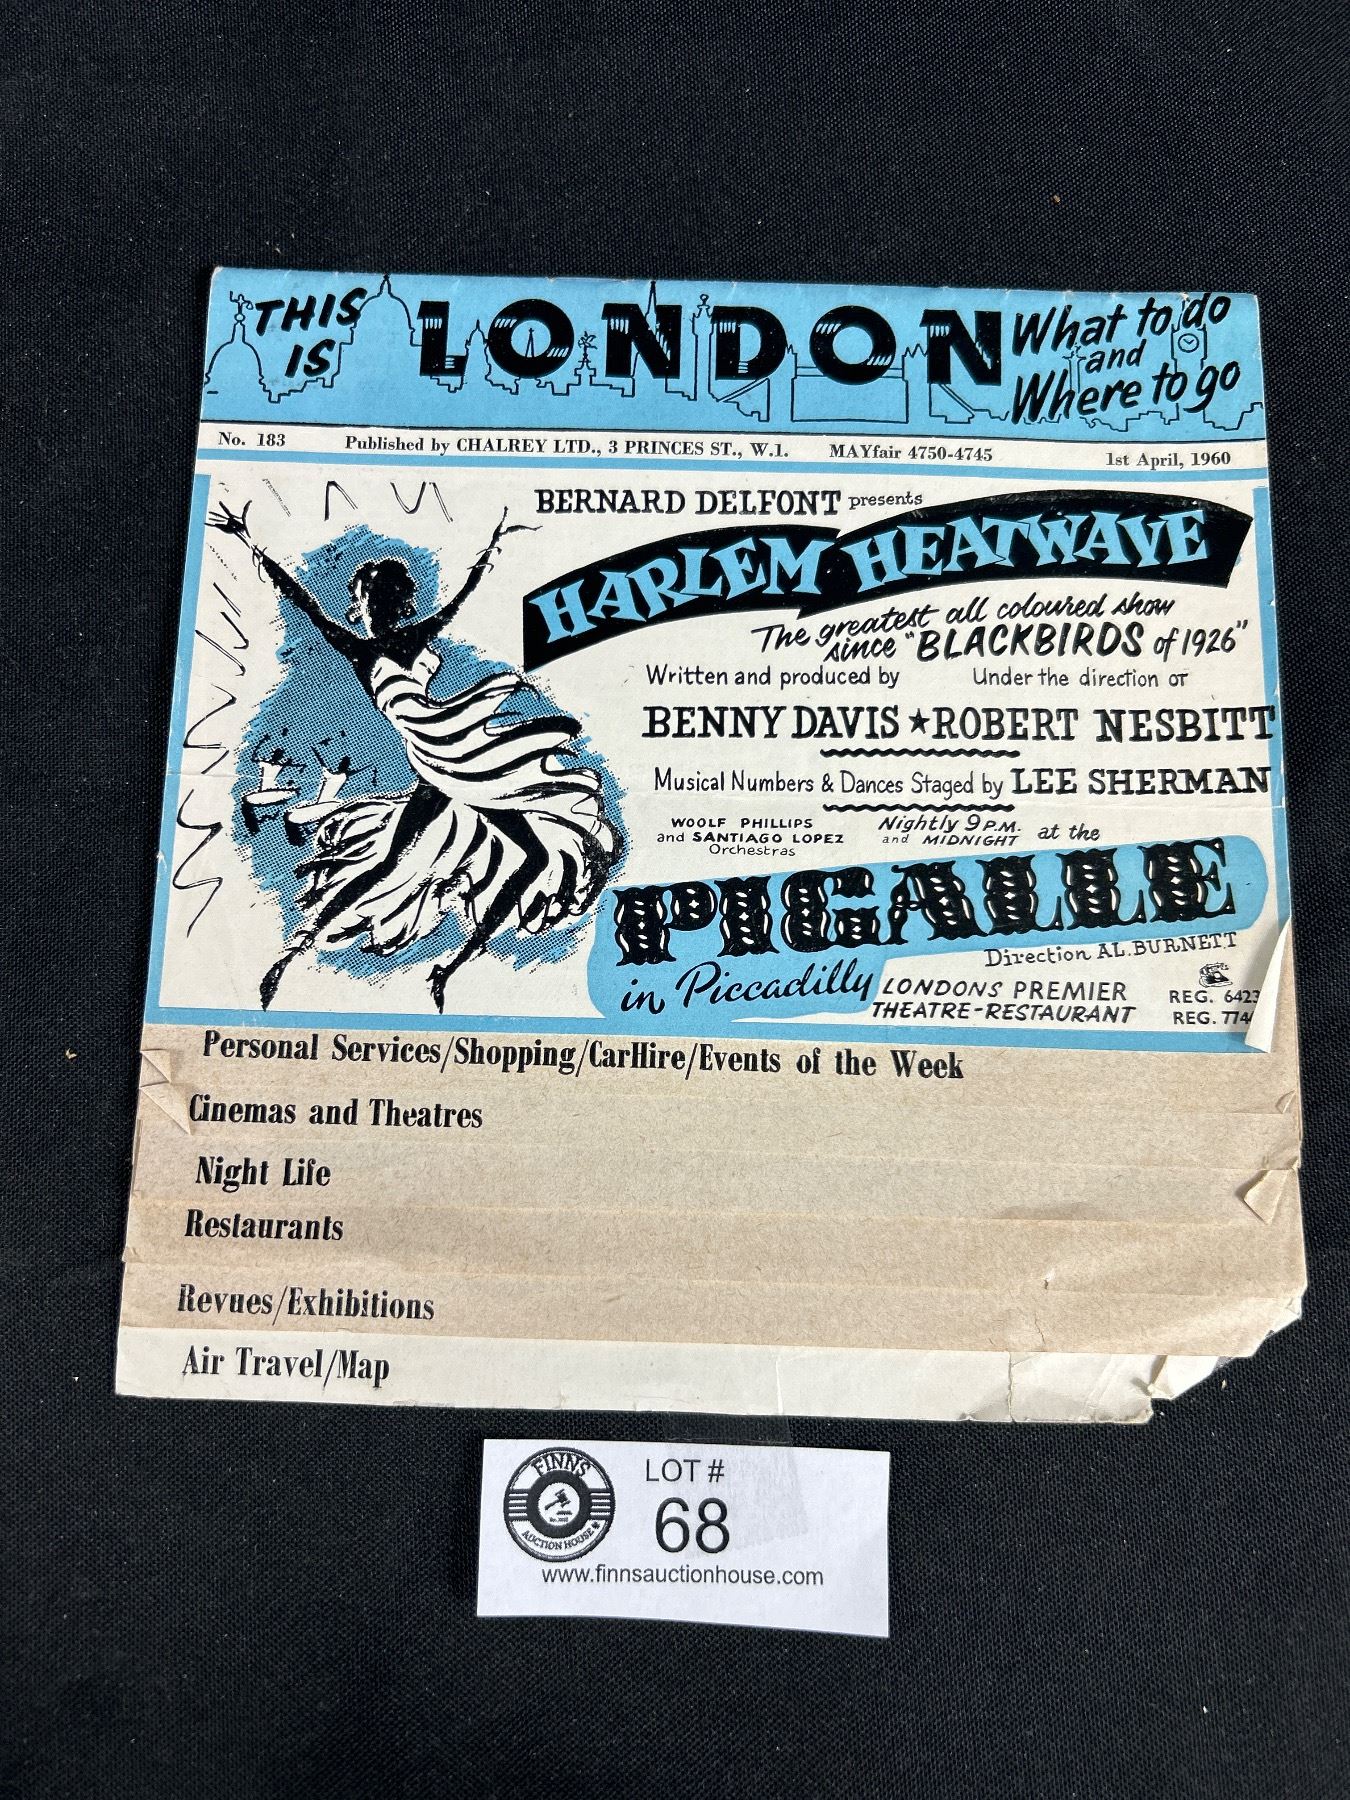 THIS IS LONDON What to do and Where to go
No. 183 Published by CHALREY LTD., 3 PRINCES ST., W.1. MAYfair 4750-4745 1st April, 1960
BERNARD DELFONT presents
HARLEM HEATWAVE
The greatest all coloured show
since "BLACKBIRDS of 1926"
Written and produced by Under the direction of
BENNY DAVIS ★ ROBERT NESBITT
Musical Numbers & Dances Staged by LEE SHERMAN
WOOLF PHILLIPS
and SANTIAGO LOPEZ
Orchestras
Nightly 9 P.M.
and MIDNIGHT
at the
PIGALLE
Direction AL. BURNETT
in Piccadilly
LONDONS PREMIER
THEATRE-RESTAURANT
REG. 6423
REG. 774
Personal Services/Shopping/CarHire/Events of the Week
Cinemas and Theatres
Night Life
Restaurants
Revues/Exhibitions
Air Travel/Map
FINNS
AUCTION HOUSE
LOT #
68
www.finnsauctionhouse.com